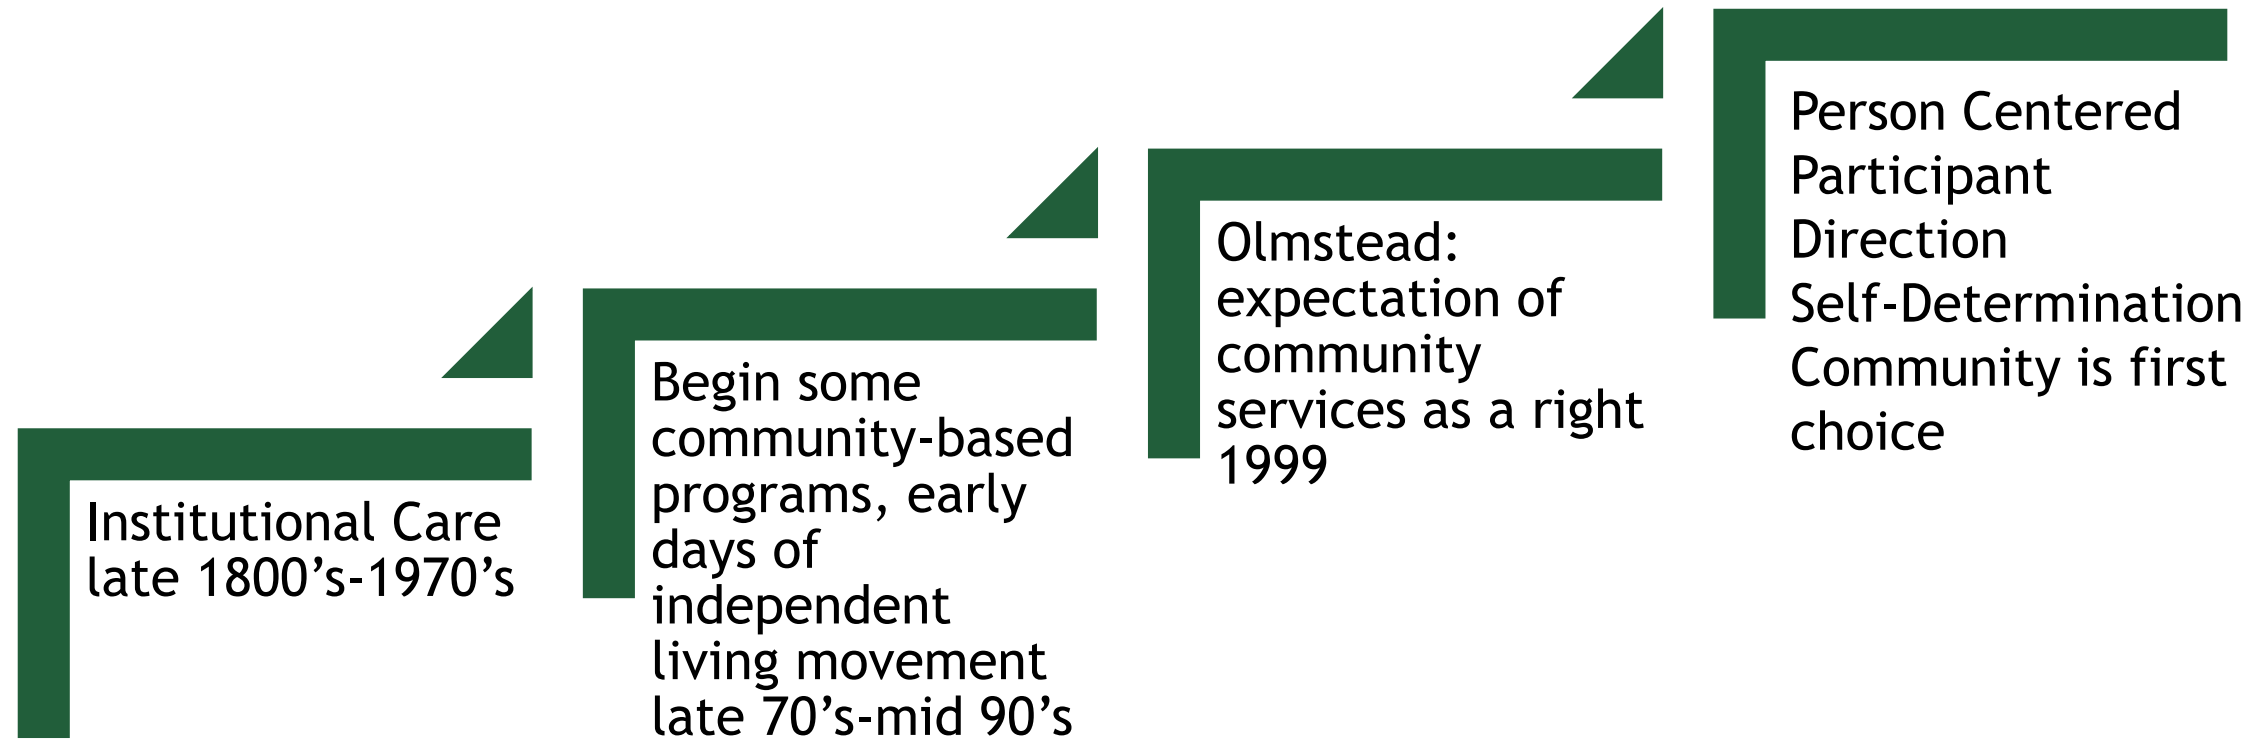 Institutional Care
late 1800’s-1970’s
Begin some
community-based
programs, early
days of
independent
living movement
late 70’s-mid 90’s
Olmstead:
expectation of
community
services as a right
1999
Person Centered
Participant
Direction
Self-Determination
Community is first
choice